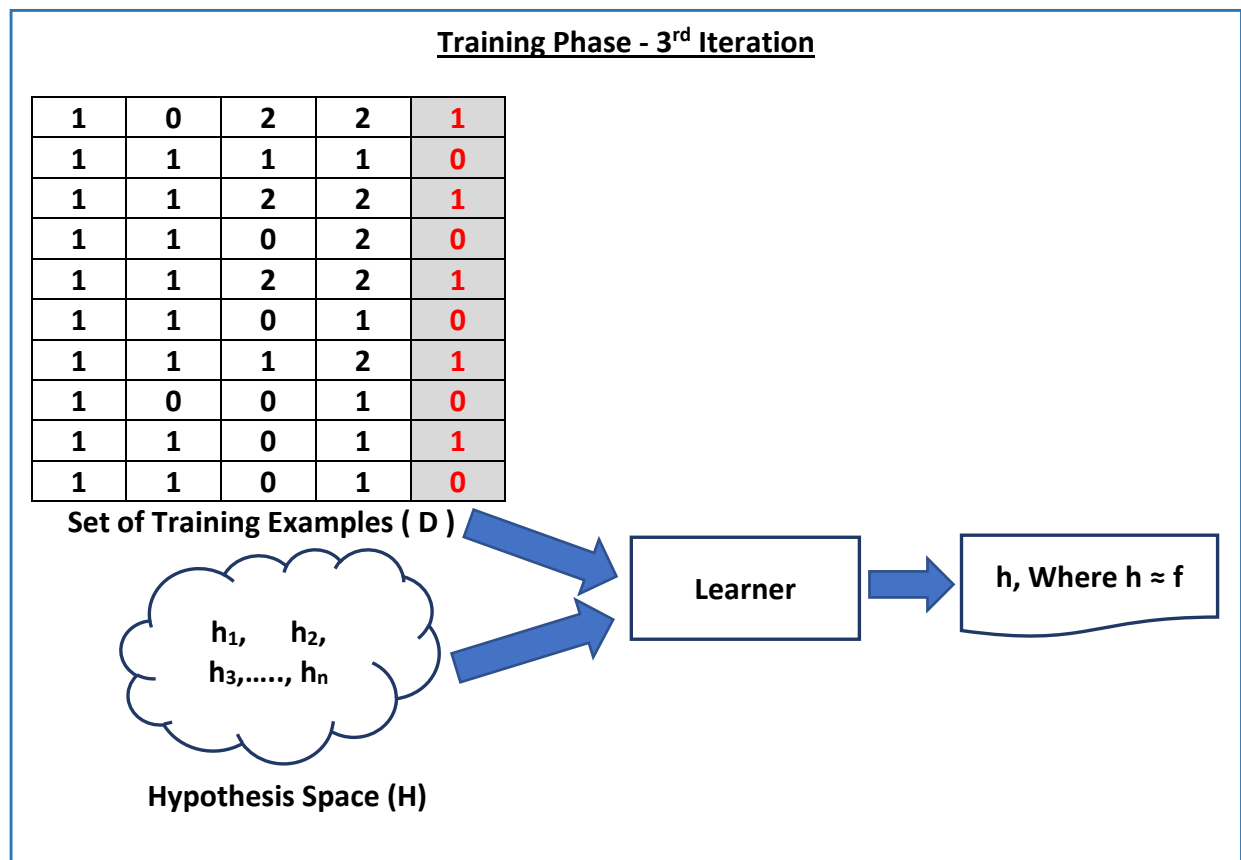 Training Phase - 3rd Iteration
1 0 2 2 1
1 1 1 1 0
1 1 2 2 1
1 1 0 2 0
1 1 2 2 1
1 1 0 1 0
1 1 1 2 1
1 0 0 1 0
1 1 0 1 1
1 1 0 1 0
Set of Training Examples ( D )
h1, h2,
h3,....., hn
Hypothesis Space (H)
Learner
h, Where h ≈ f